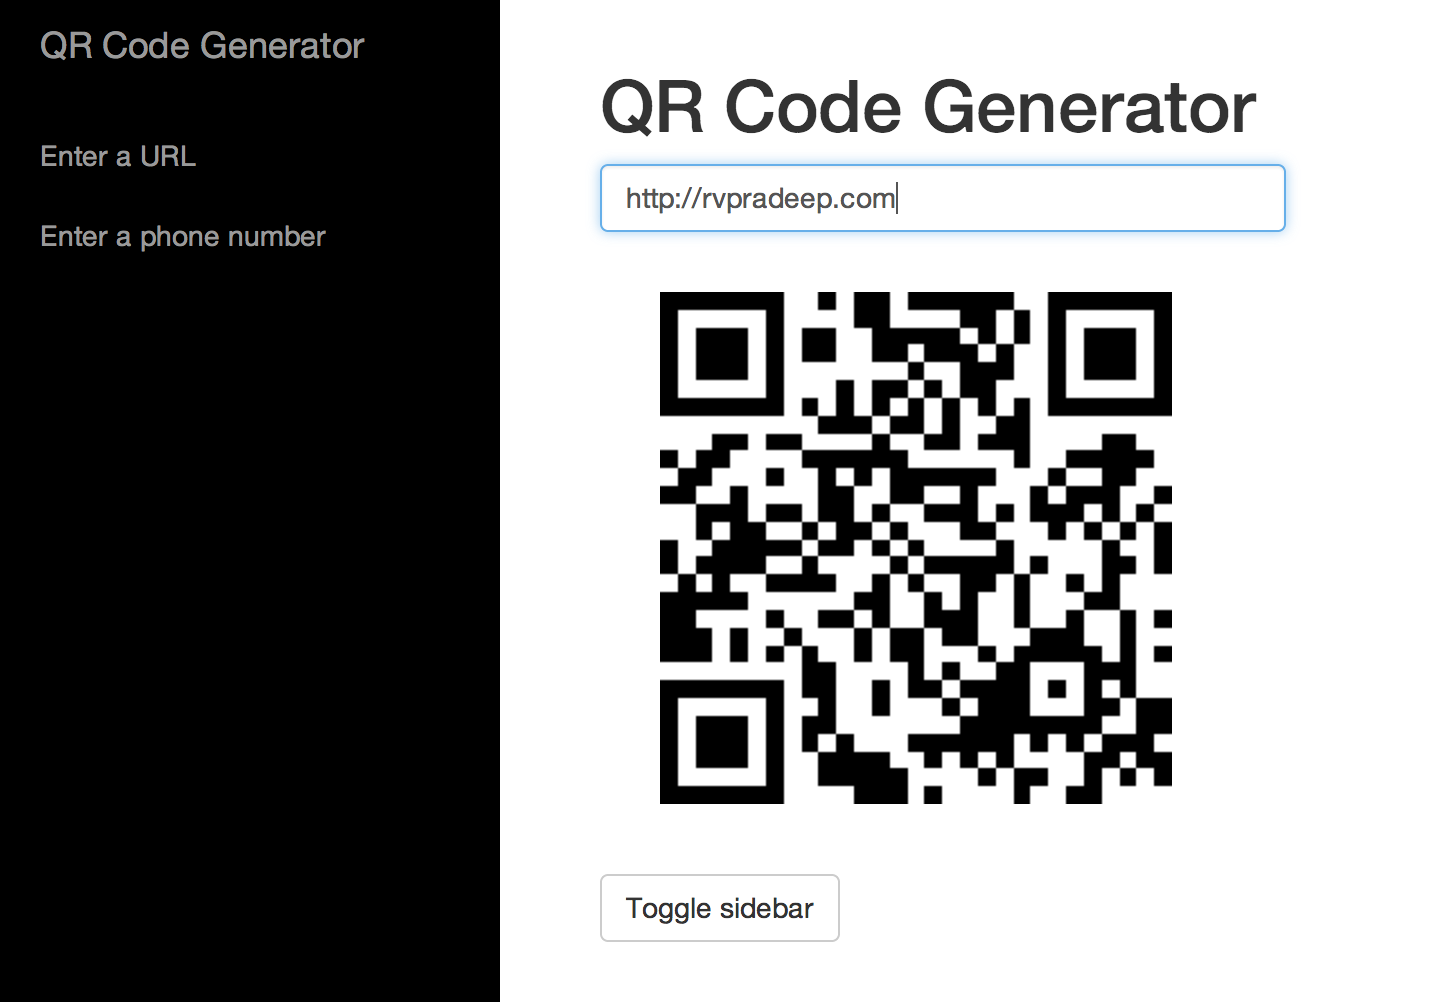 QR Code Generator
Enter a URL
Enter a phone number
QR Code Generator
http://rvpradeep.com
Toggle sidebar